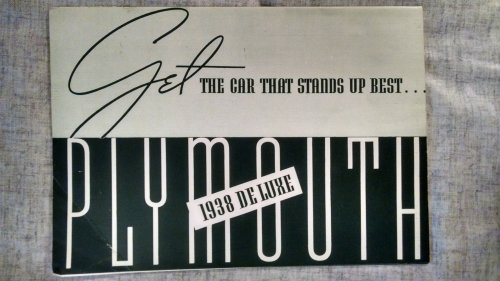 Get THE CAR THAT STANDS UP BEST...
PLYMOUTH
1938 DE LUXE